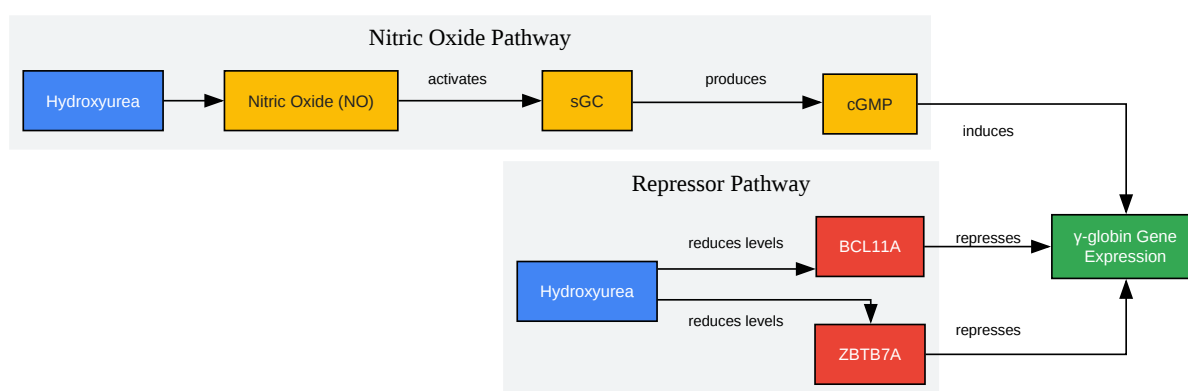 Nitric Oxide Pathway
Hydroxyurea
Nitric Oxide (NO)
activates
sGC
produces
cGMP
induces
Repressor Pathway
Hydroxyurea
reduces levels
BCL11A
represses
reduces levels
ZBTB7A
represses
γ-globin Gene
Expression